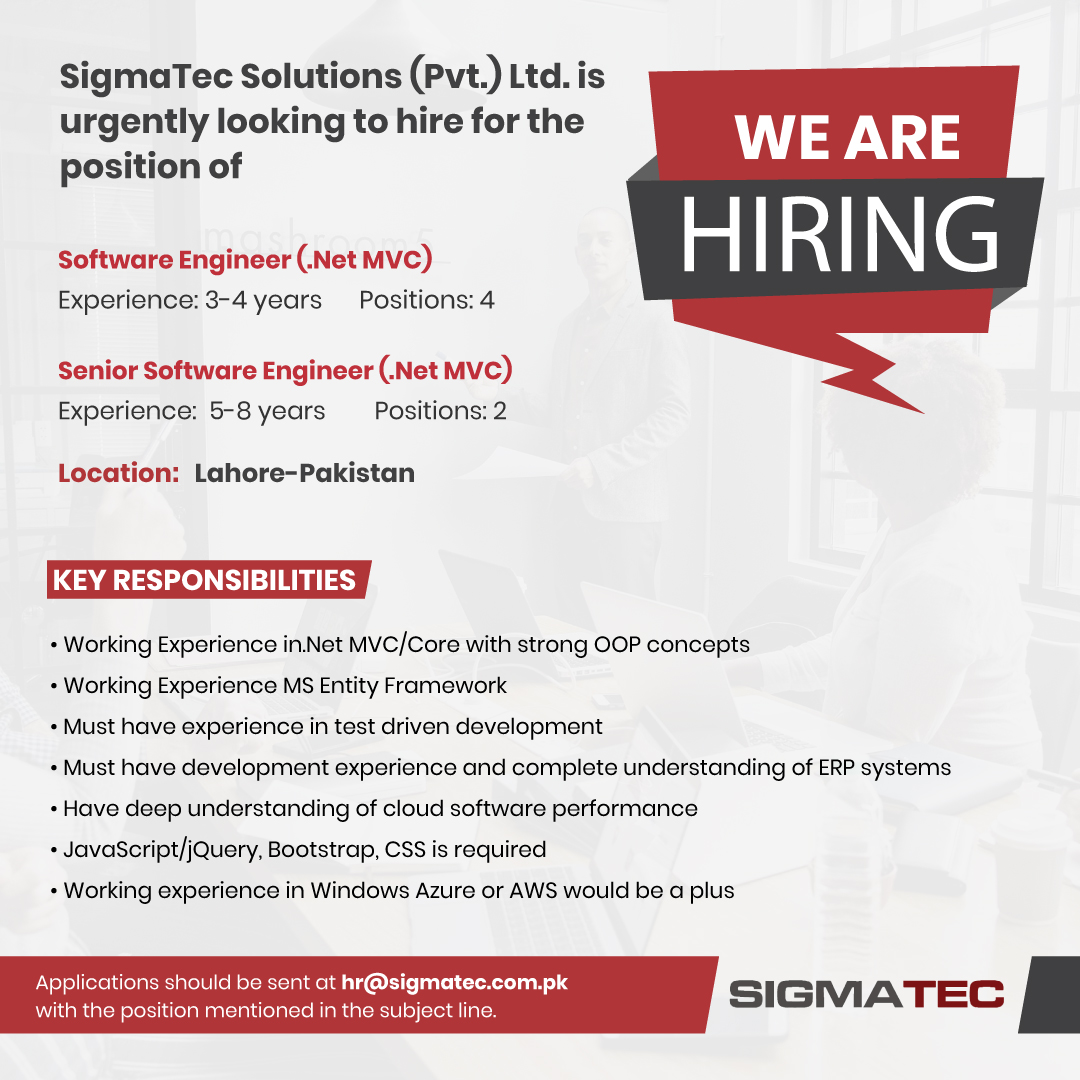 SigmaTec Solutions (Pvt.) Ltd. is
urgently looking to hire for the
position of
WE ARE
HIRING
mashroom5
Software Engineer (.Net MVC)
Experience: 3-4 years Positions: 4
Senior Software Engineer (.Net MVC)
Experience: 5-8 years Positions: 2
Location: Lahore-Pakistan
KEY RESPONSIBILITIES
• Working Experience in.Net MVC/Core with strong OOP concepts
• Working Experience MS Entity Framework
• Must have experience in test driven development
• Must have development experience and complete understanding of ERP systems
• Have deep understanding of cloud software performance
• JavaScript/jQuery, Bootstrap, CSS is required
• Working experience in Windows Azure or AWS would be a plus
Applications should be sent at hr@sigmatec.com.pk
with the position mentioned in the subject line.
SIGMATEC